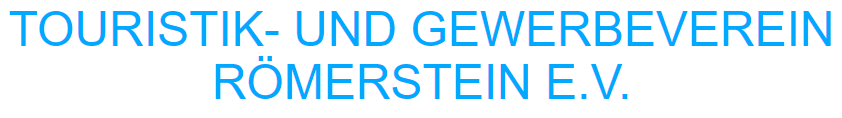 TOURISTIK- UND GEWERBEVEREIN
RÖMERSTEIN E.V.